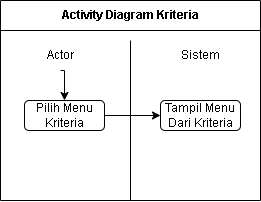 Activity Diagram Kriteria
Actor
Sistem
Pilih Menu
Kriteria
Tampil Menu
Dari Kriteria